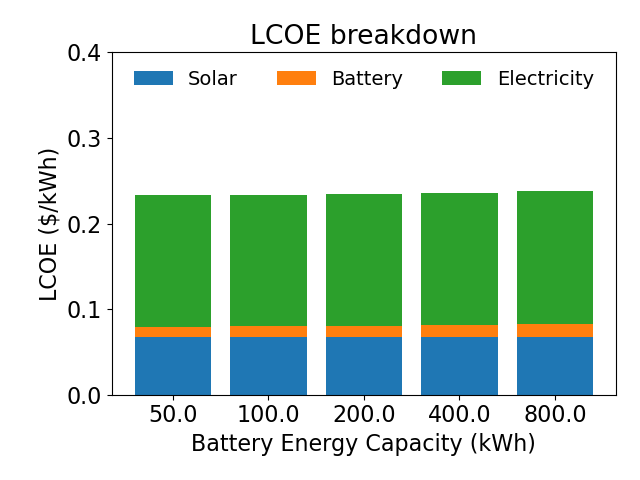 LCOE breakdown
Solar Battery Electricity
LCOE ($/kWh)
0.4
0.3
0.2
0.1
0.0
50.0 100.0 200.0 400.0 800.0
Battery Energy Capacity (kWh)